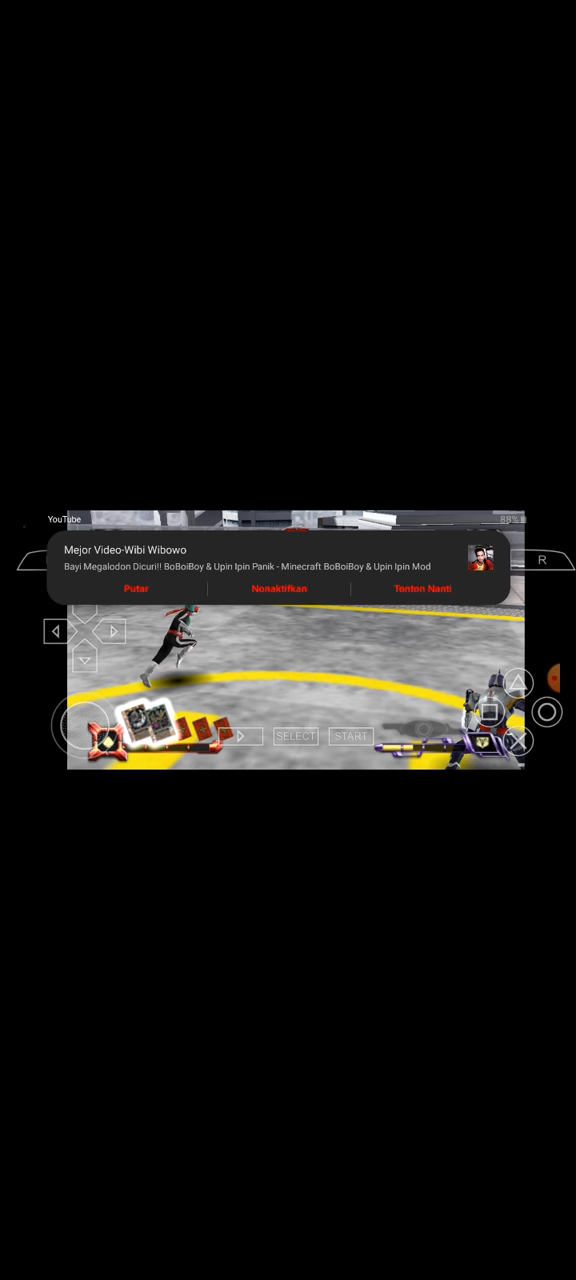 YouTube
88%
Mejor Video-Wibi Wibowo
Bayi Megalodon Dicuri!! BoBoiBoy & Upin Ipin Panik - Minecraft BoBoiBoy & Upin Ipin Mod
Putar
Nonaktifkan
Tonton Nanti
R
SELECT
START